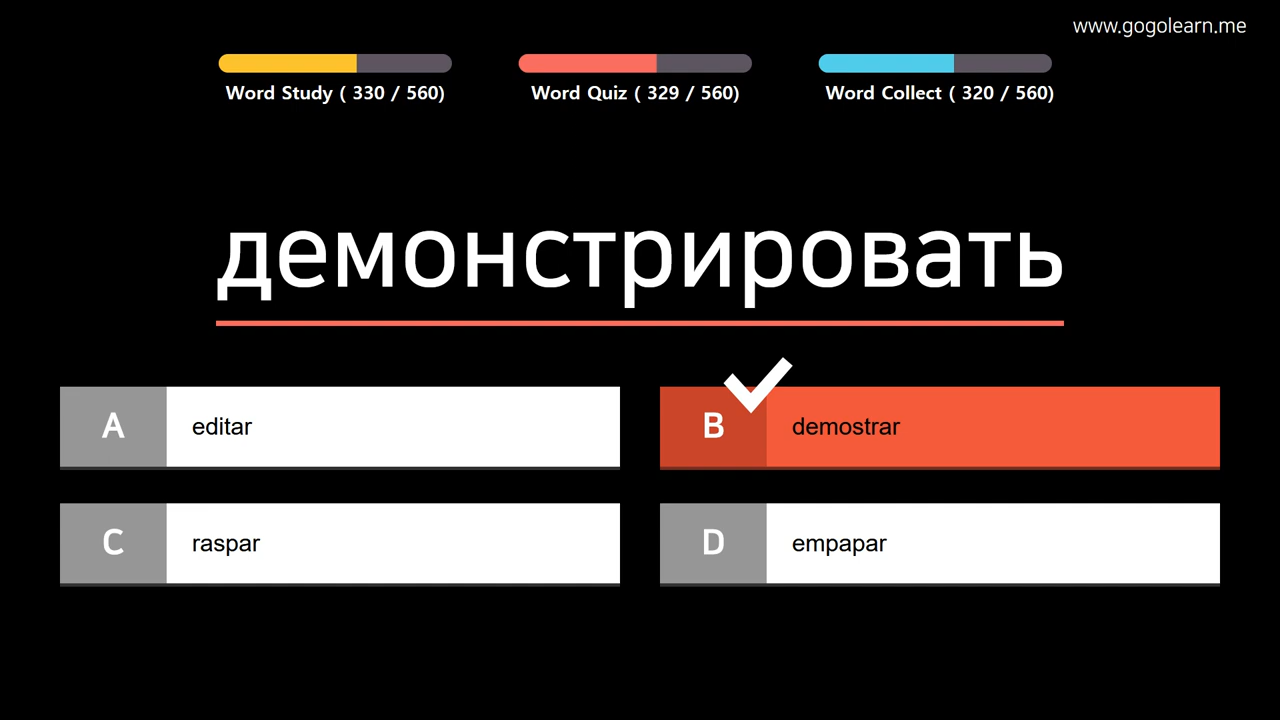 www.gogolearn.me
Word Study ( 330 / 560)
Word Quiz ( 329 / 560)
Word Collect ( 320 / 560)
демонстрировать
A editar
B demostrar
C raspar
D empapar